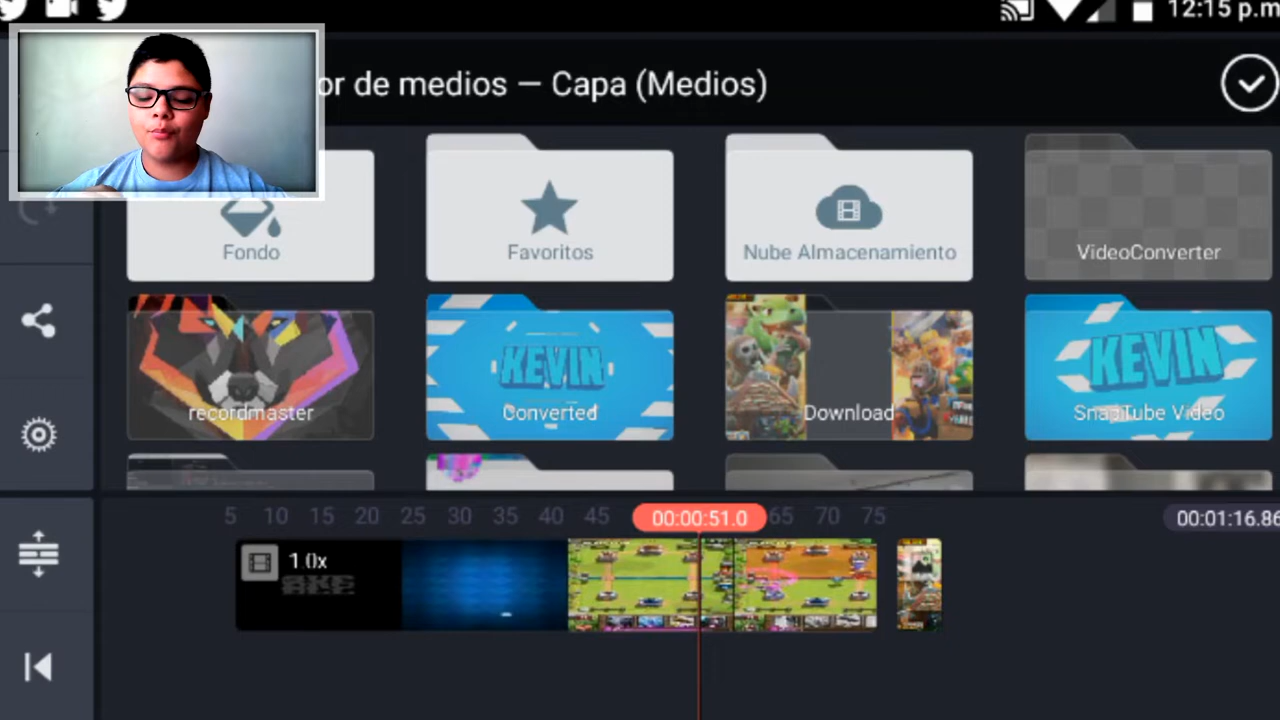 12:15 p.m
or de medios — Capa (Medios)
Fondo
Favoritos
Nube Almacenamiento
VideoConverter
KEVIN
KEVIN
recordmaster
Converted
Download
SnapTube Video
5 10 15 20 25 30 35 40 45 00:00:51.0 65 70 75 00:01:16.86
1.0x